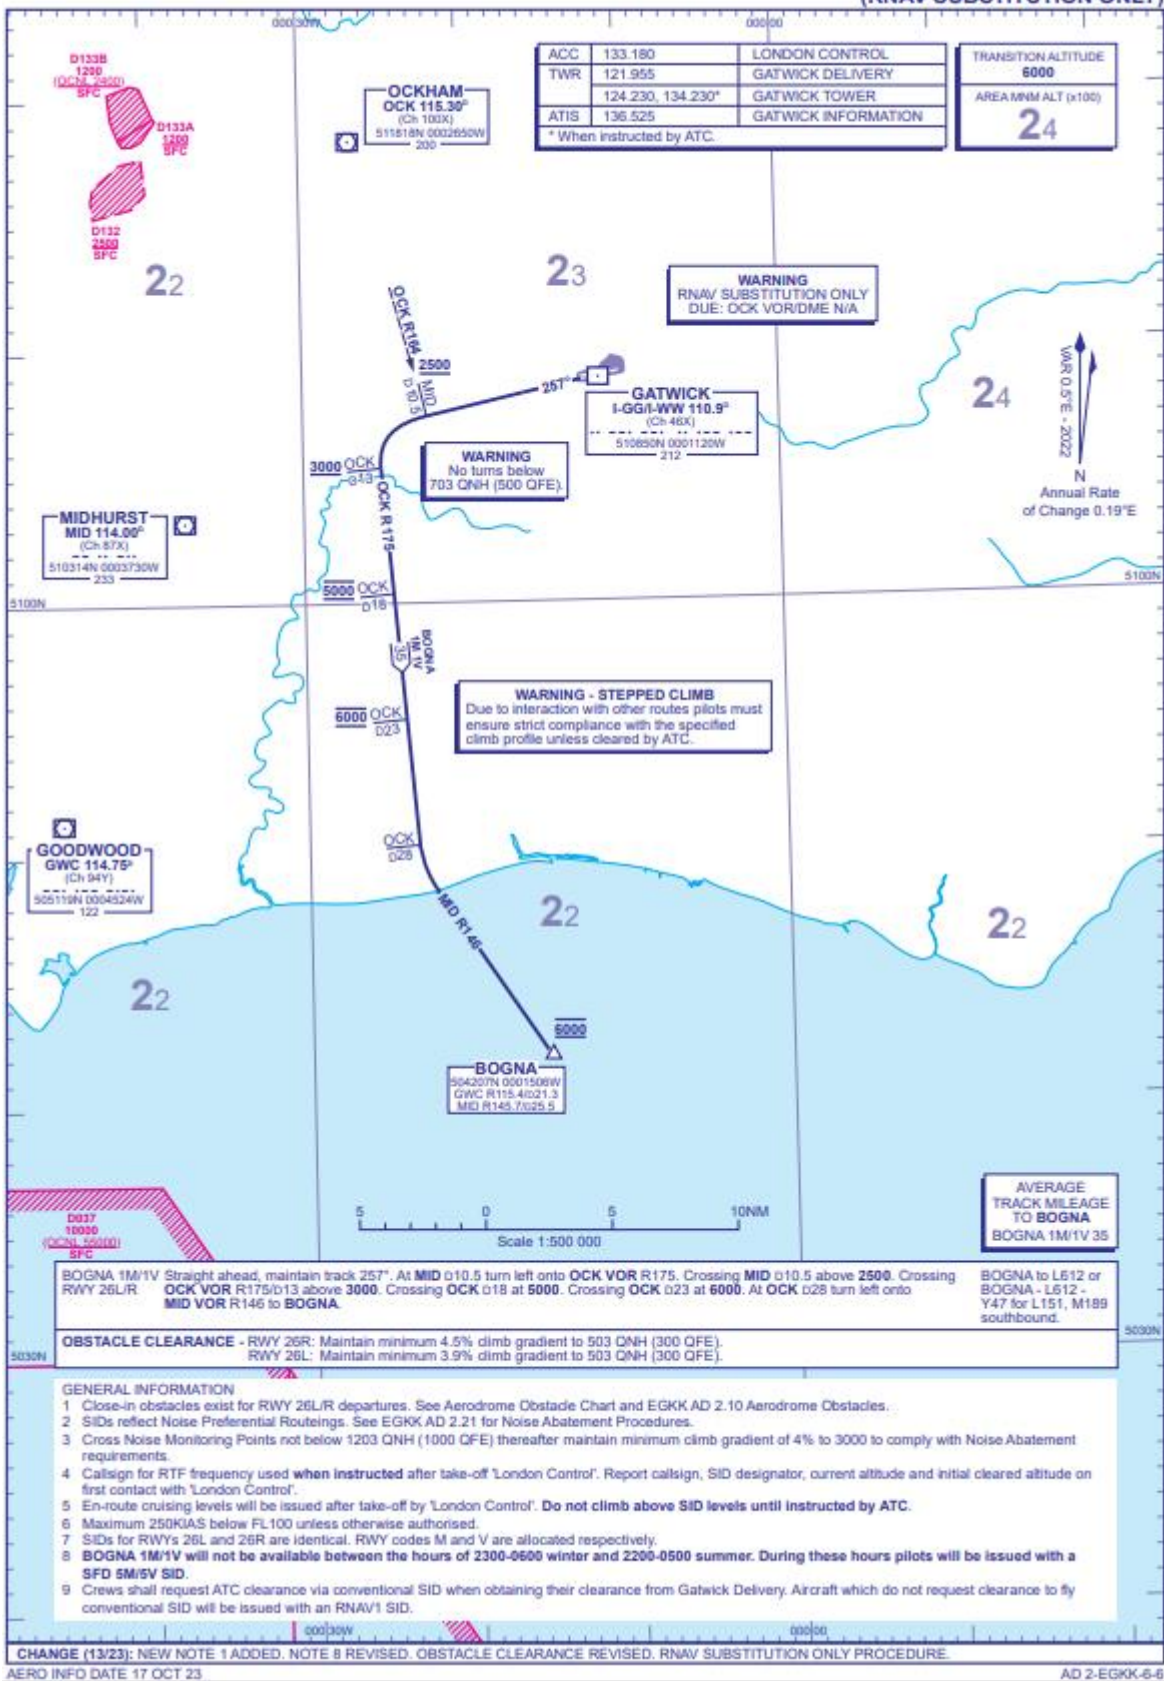 (RNAV SUBSTITUTION ONLY)
000 30W
000 00
D133B
1200
(OCNL 2400)
SFC
D133A
1200
SFC
D132
2500
SFC
OCKHAM
OCK 115.30ᴰ
(Ch 100X)
511818N 0002650W
200
ACC 133.180 LONDON CONTROL
TWR 121.955 GATWICK DELIVERY
124.230, 134.230* GATWICK TOWER
ATIS 136.525 GATWICK INFORMATION
* When instructed by ATC.
TRANSITION ALTITUDE
6000
AREA MNM ALT (x100)
24
22
23
WARNING
RNAV SUBSTITUTION ONLY
DUE: OCK VOR/DME N/A
OCK R164
2500
MID
D10.5
257°
GATWICK
I-GG/I-WW 110.9ᴰ
(Ch 46X)
510850N 0001120W
212
24
VAR 0.5°E - 2022
N
Annual Rate
of Change 0.19°E
3000 OCK
D13
WARNING
No turns below
703 QNH (500 QFE).
OCK R175
MIDHURST
MID 114.00ᴰ
(Ch 87X)
510314N 0003730W
233
5000 OCK
D18
5100N
5100N
35
BOGNA
1M 1V
WARNING - STEPPED CLIMB
Due to interaction with other routes pilots must
ensure strict compliance with the specified
climb profile unless cleared by ATC.
6000 OCK
D23
GOODWOOD
GWC 114.75ᴰ
(Ch 94Y)
505119N 0004524W
122
OCK
D28
MID R146
22
22
22
6000
BOGNA
504207N 0001506W
GWC R115.4/D21.3
MID R145.7/D25.5
D037
10000
(OCNL 55000)
SFC
5 0 5 10NM
Scale 1:500 000
AVERAGE
TRACK MILEAGE
TO BOGNA
BOGNA 1M/1V 35
BOGNA 1M/1V Straight ahead, maintain track 257°. At MID D10.5 turn left onto OCK VOR R175. Crossing MID D10.5 above 2500. Crossing
RWY 26L/R OCK VOR R175/D13 above 3000. Crossing OCK D18 at 5000. Crossing OCK D23 at 6000. At OCK D28 turn left onto
MID VOR R146 to BOGNA.
BOGNA to L612 or
BOGNA - L612 -
Y47 for L151, M189
southbound.
OBSTACLE CLEARANCE - RWY 26R: Maintain minimum 4.5% climb gradient to 503 QNH (300 QFE).
RWY 26L: Maintain minimum 3.9% climb gradient to 503 QNH (300 QFE).
5030N
5030N
GENERAL INFORMATION
1 Close-in obstacles exist for RWY 26L/R departures. See Aerodrome Obstacle Chart and EGKK AD 2.10 Aerodrome Obstacles.
2 SIDs reflect Noise Preferential Routeings. See EGKK AD 2.21 for Noise Abatement Procedures.
3 Cross Noise Monitoring Points not below 1203 QNH (1000 QFE) thereafter maintain minimum climb gradient of 4% to 3000 to comply with Noise Abatement
requirements.
4 Callsign for RTF frequency used when instructed after take-off 'London Control'. Report callsign, SID designator, current altitude and initial cleared altitude on
first contact with 'London Control'.
5 En-route cruising levels will be issued after take-off by 'London Control'. Do not climb above SID levels until instructed by ATC.
6 Maximum 250KIAS below FL100 unless otherwise authorised.
7 SIDs for RWYs 26L and 26R are identical. RWY codes M and V are allocated respectively.
8 BOGNA 1M/1V will not be available between the hours of 2300-0600 winter and 2200-0500 summer. During these hours pilots will be issued with a
SFD 5M/5V SID.
9 Crews shall request ATC clearance via conventional SID when obtaining their clearance from Gatwick Delivery. Aircraft which do not request clearance to fly
conventional SID will be issued with an RNAV1 SID.
000 30W
000 00
CHANGE (13/23): NEW NOTE 1 ADDED. NOTE 8 REVISED. OBSTACLE CLEARANCE REVISED. RNAV SUBSTITUTION ONLY PROCEDURE.
AERO INFO DATE 17 OCT 23
AD 2-EGKK-6-6